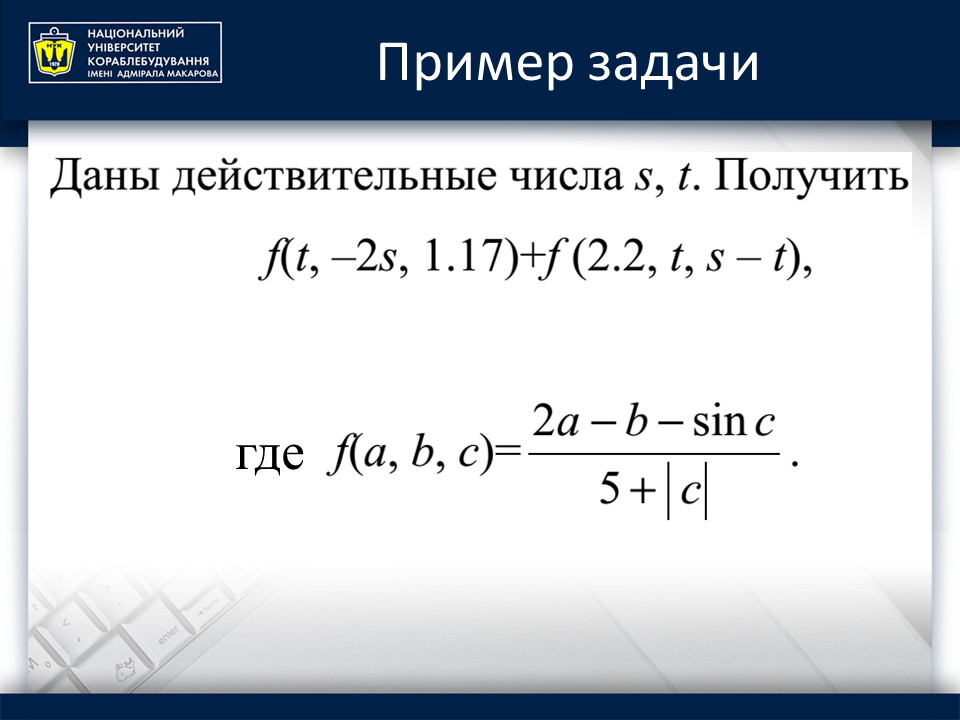 НАЦІОНАЛЬНИЙ
УНІВЕРСИТЕТ
КОРАБЛЕБУДУВАННЯ
ІМЕНІ АДМІРАЛА МАКАРОВА
НУК
1920
Пример задачи
Даны действительные числа s, t. Получить
f(t, –2s, 1.17)+f (2.2, t, s – t),
где f(a, b, c)= (2a − b − sin c) / (5 + |c|) .
enter